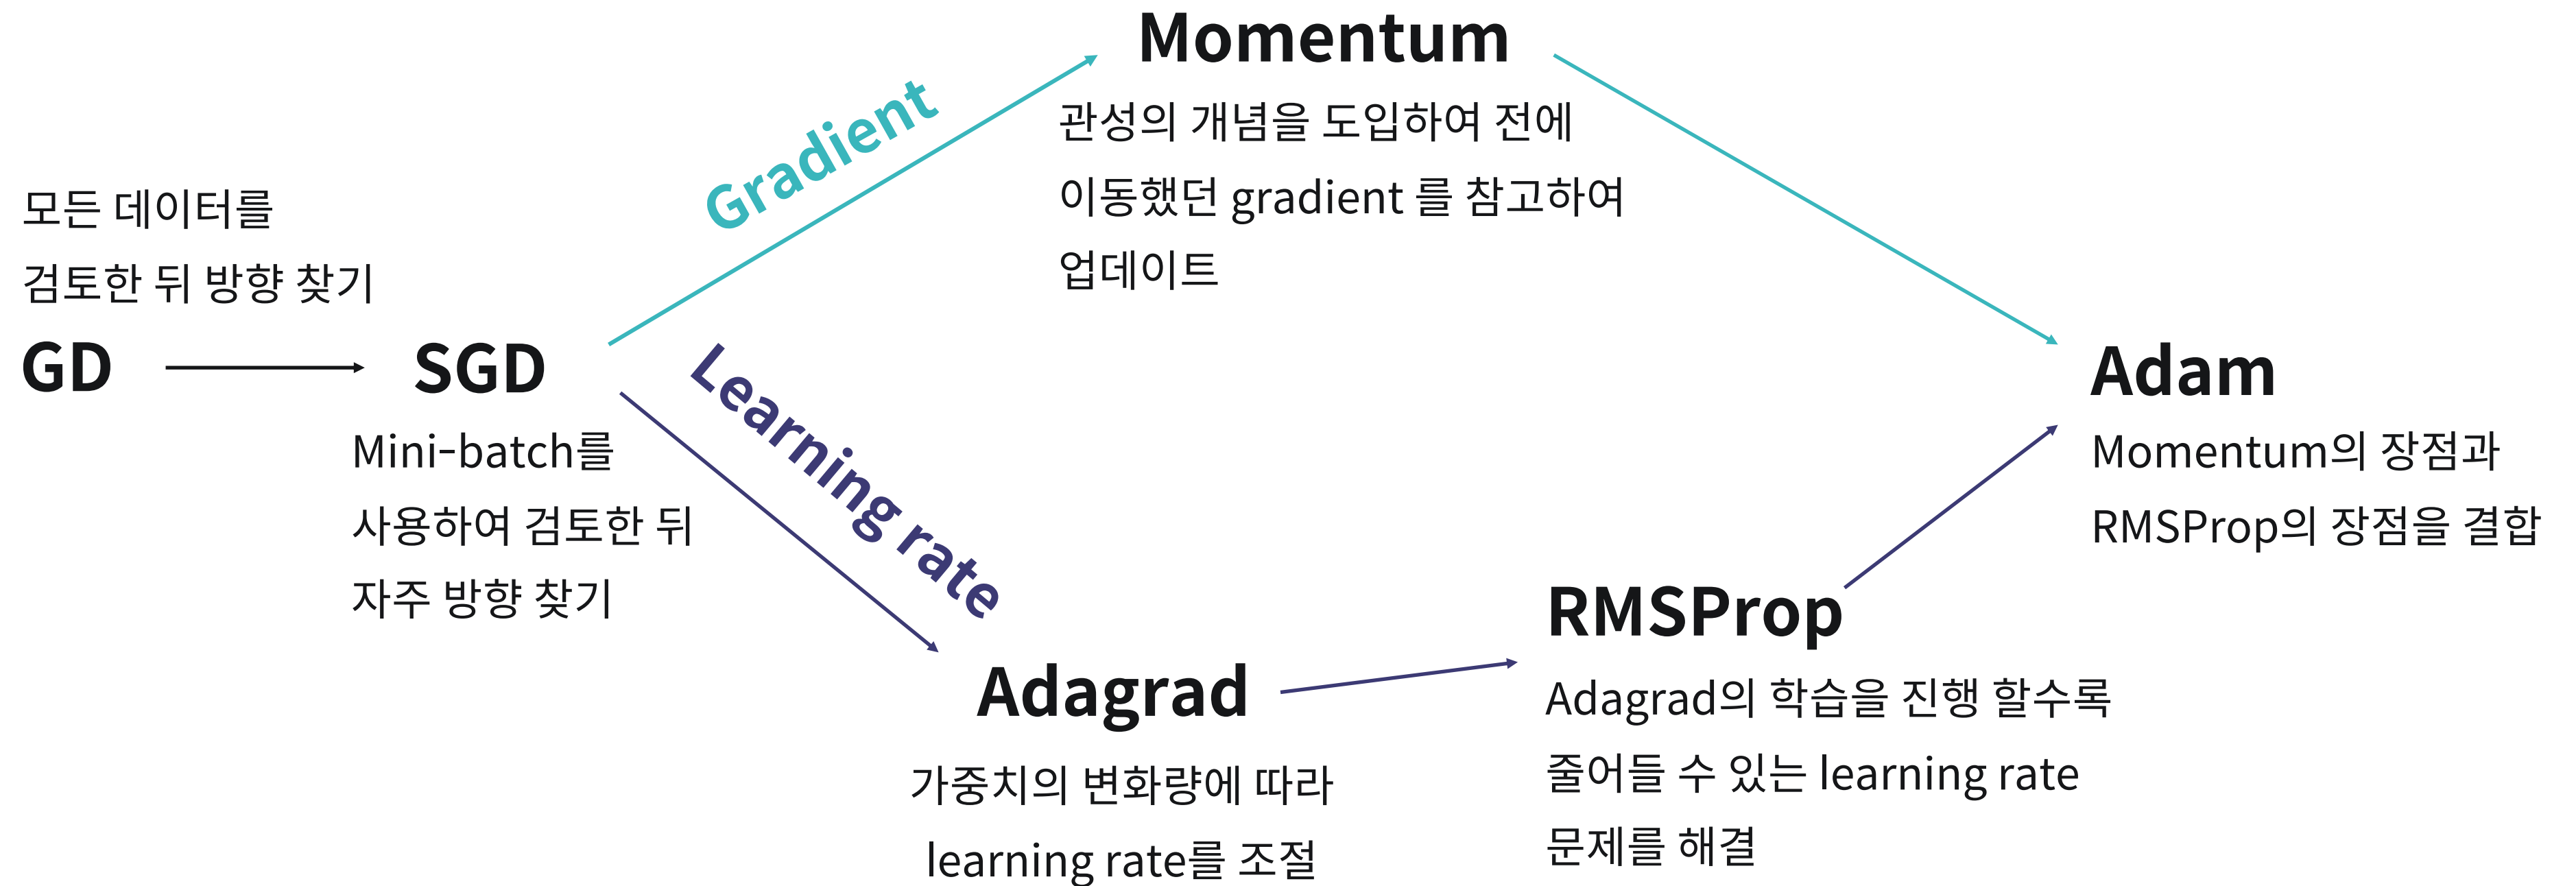 모든 데이터를
검토한 뒤 방향 찾기
GD
SGD
Mini-batch를
사용하여 검토한 뒤
자주 방향 찾기
Gradient
Momentum
관성의 개념을 도입하여 전에
이동했던 gradient 를 참고하여
업데이트
Learning rate
Adagrad
가중치의 변화량에 따라
learning rate를 조절
RMSProp
Adagrad의 학습을 진행 할수록
줄어들 수 있는 learning rate
문제를 해결
Adam
Momentum의 장점과
RMSProp의 장점을 결합